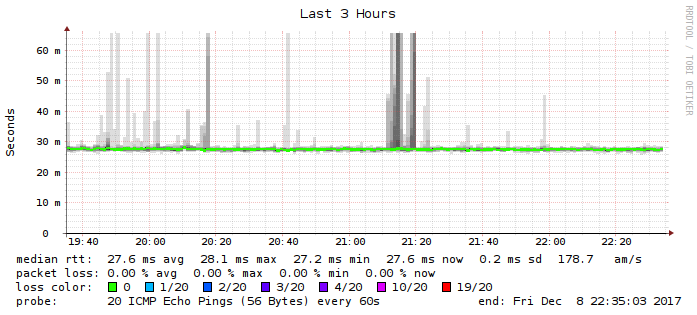 Last 3 Hours
RRDTOOL / TOBI OETIKER
Seconds
60 m
50 m
40 m
30 m
20 m
10 m
0
19:40 20:00 20:20 20:40 21:00 21:20 21:40 22:00 22:20
median rtt: 27.6 ms avg 28.1 ms max 27.2 ms min 27.6 ms now 0.2 ms sd 178.7 am/s
packet loss: 0.00 % avg 0.00 % max 0.00 % min 0.00 % now
loss color: 0 1/20 2/20 3/20 4/20 10/20 19/20
probe: 20 ICMP Echo Pings (56 Bytes) every 60s end: Fri Dec 8 22:35:03 2017